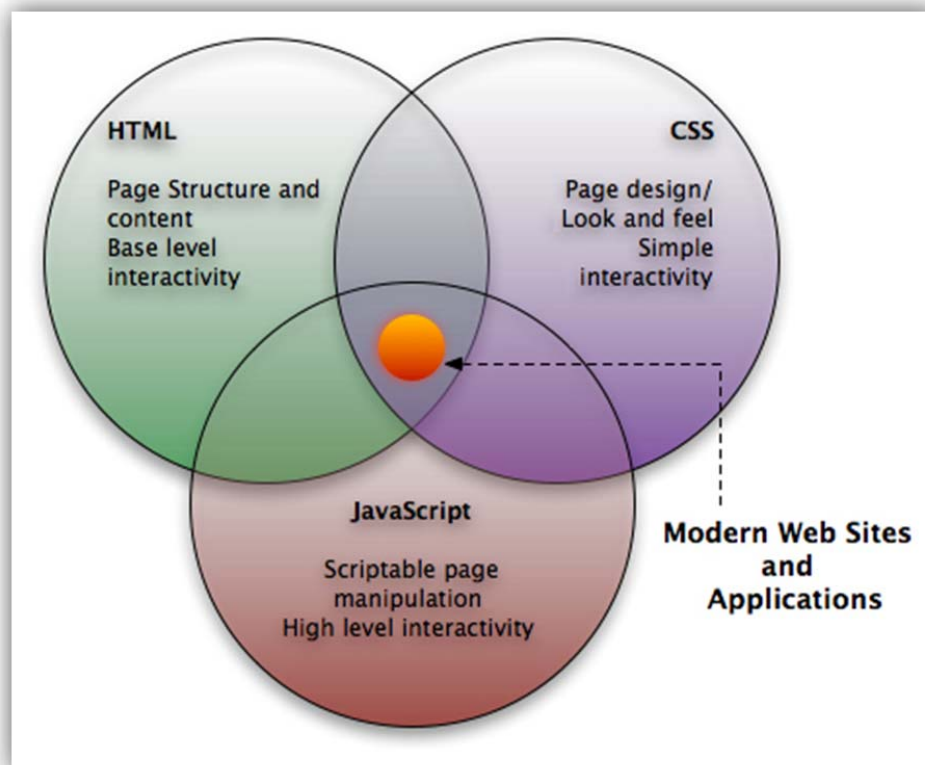 HTML
Page Structure and
content
Base level
interactivity
CSS
Page design/
Look and feel
Simple
interactivity
JavaScript
Scriptable page
manipulation
High level interactivity
Modern Web Sites
and
Applications